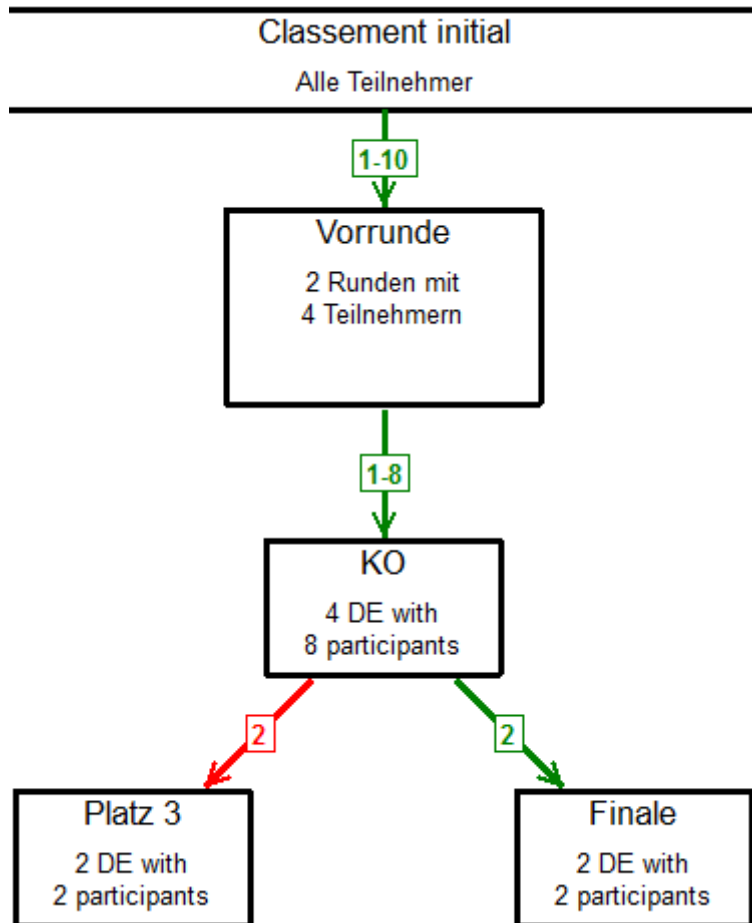 Classement initial
Alle Teilnehmer
1-10
Vorrunde
2 Runden mit
4 Teilnehmern
1-8
KO
4 DE with
8 participants
2
2
Platz 3
2 DE with
2 participants
Finale
2 DE with
2 participants